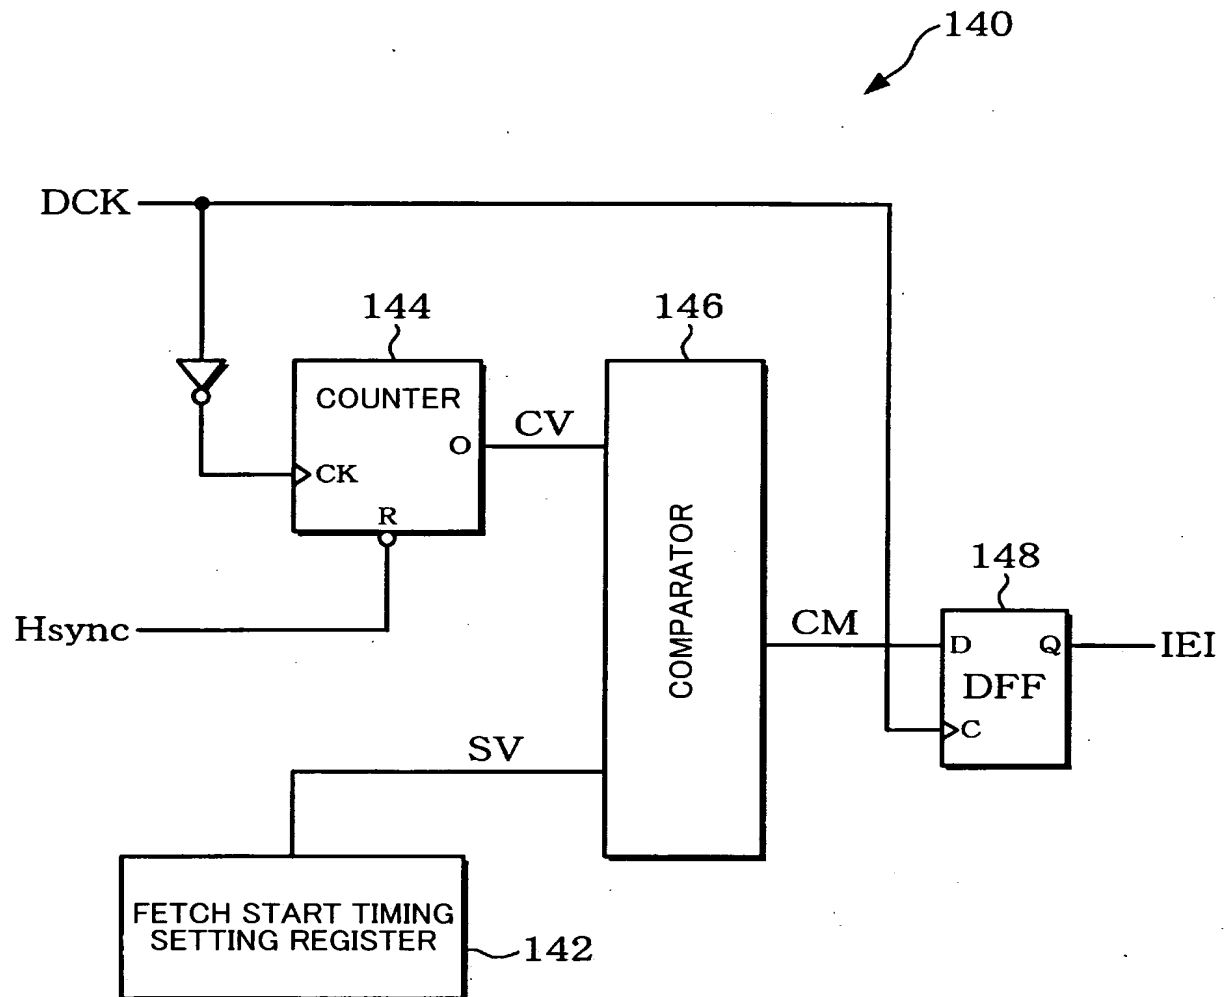 140
DCK
144
146
COUNTER
CV
O
CK
R
148
Hsync
COMPARATOR
CM
D
Q
IEI
DFF
C
SV
FETCH START TIMING
SETTING REGISTER
142